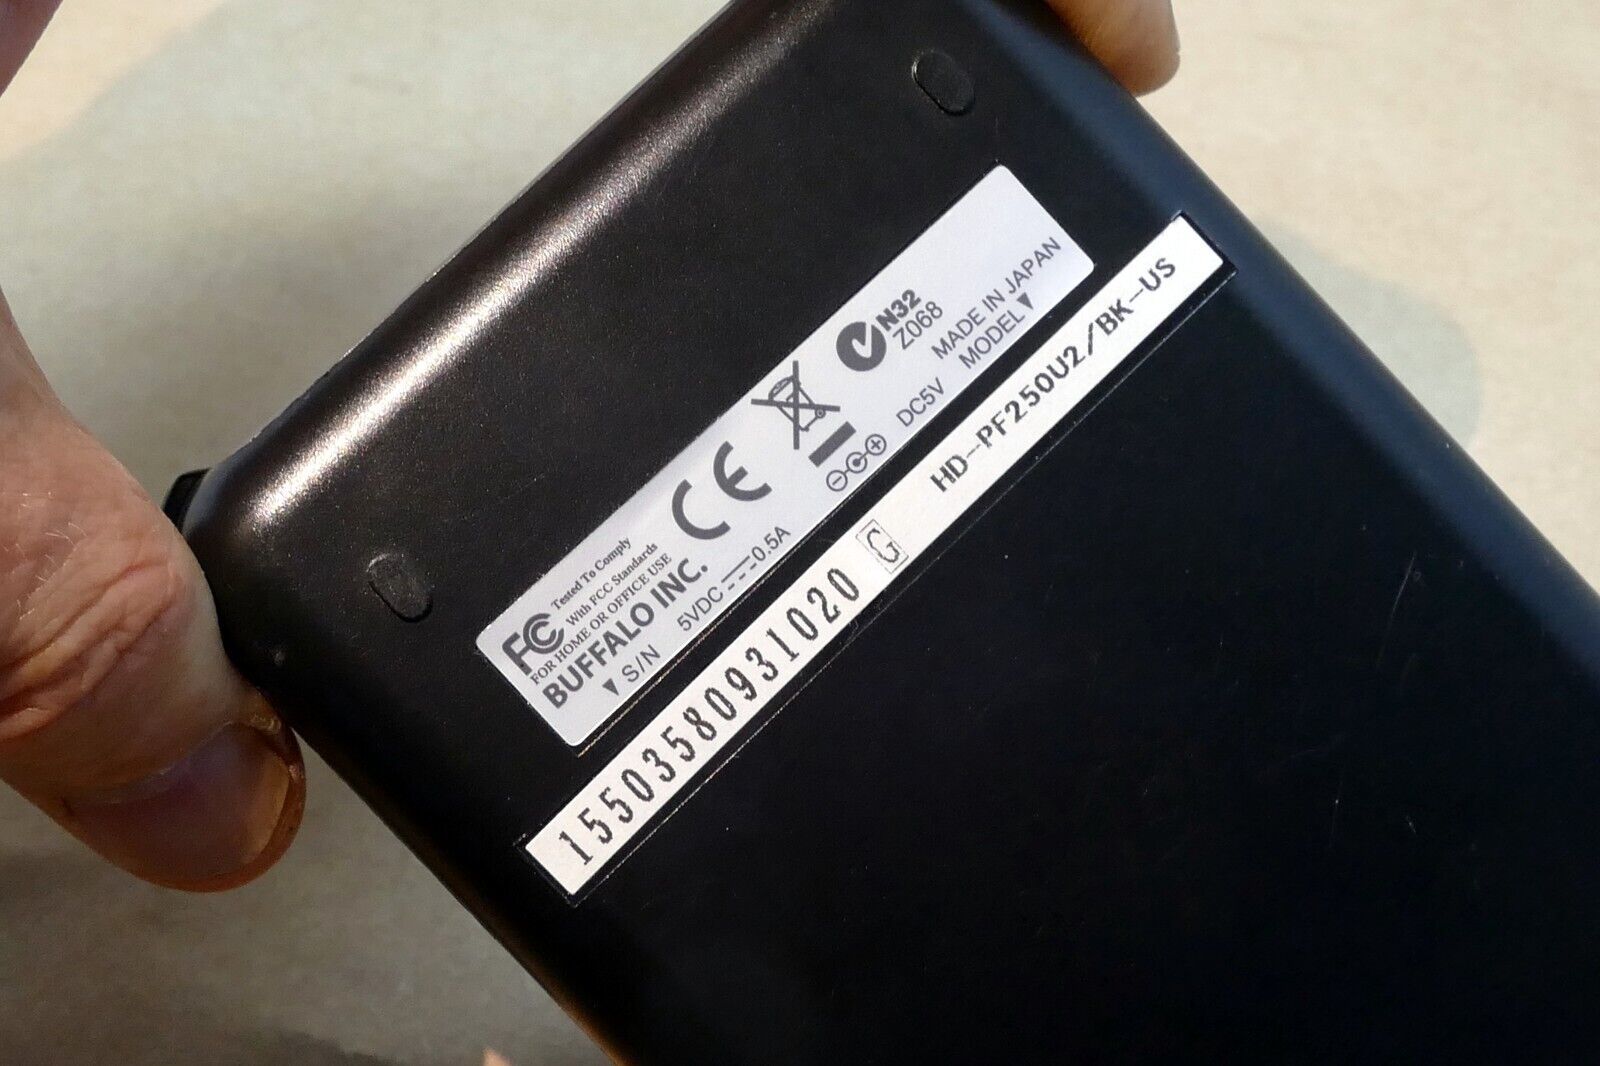 FC Tested To Comply
With FCC Standards
FOR HOME OR OFFICE USE
BUFFALO INC.
▼ S/N 5VDC 0.5A
CE
N32
Z068
DC5V
MADE IN JAPAN
MODEL▼
15503580931020 G HD-PF250U2/BK-US